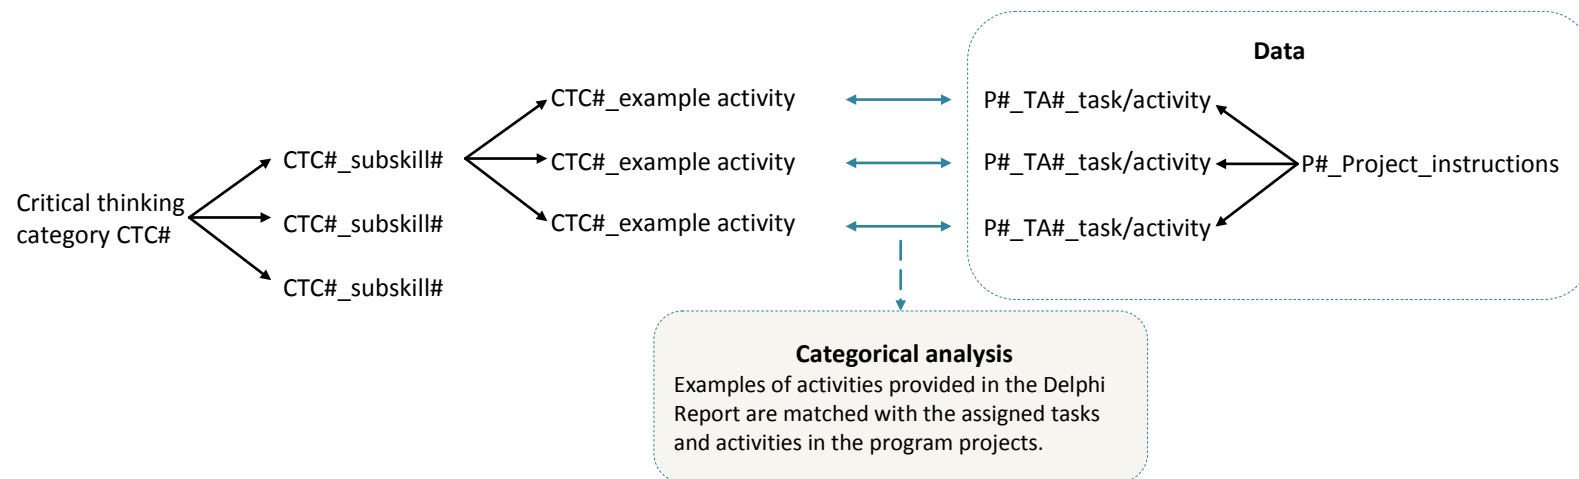 Data
CTC#_example activity
P#_TA#_task/activity
CTC#_subskill#
CTC#_example activity
P#_TA#_task/activity
P#_Project_instructions
Critical thinking
category CTC#
CTC#_subskill#
CTC#_example activity
P#_TA#_task/activity
CTC#_subskill#
Categorical analysis
Examples of activities provided in the Delphi
Report are matched with the assigned tasks
and activities in the program projects.